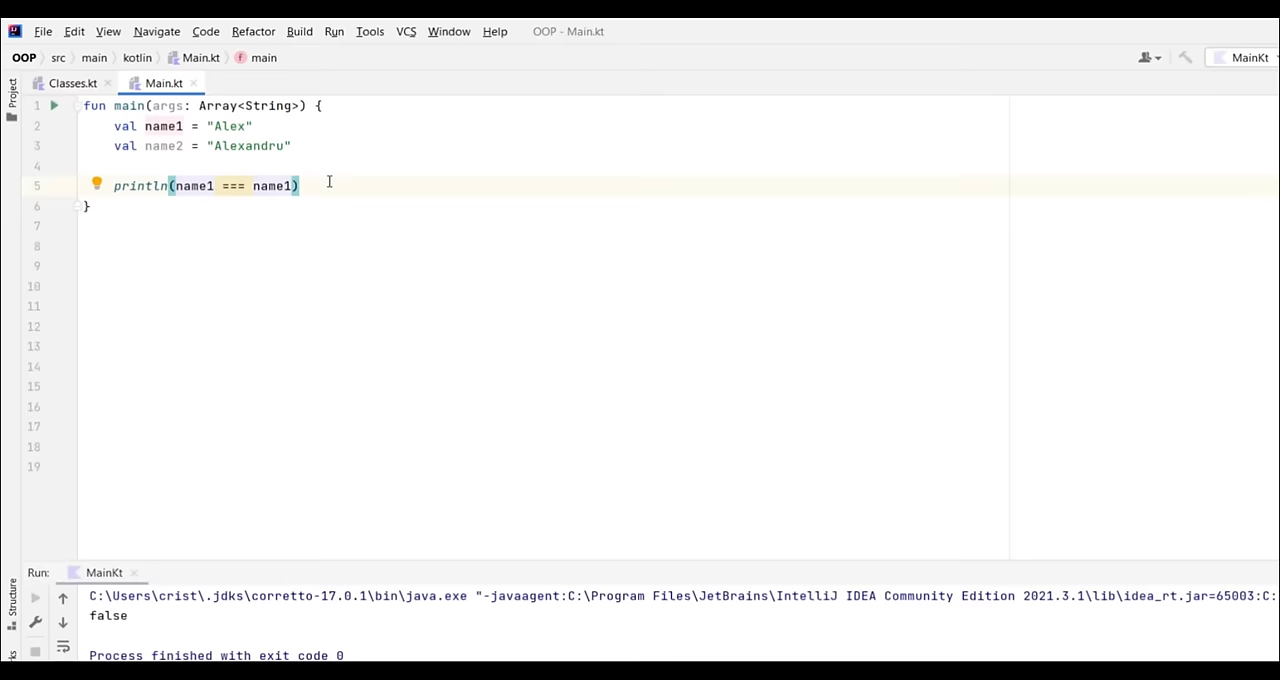 File Edit View Navigate Code Refactor Build Run Tools VCS Window Help OOP - Main.kt
OOP src main kotlin Main.kt main MainKt
Project
Classes.kt Main.kt
1 fun main(args: Array<String>) {
2 val name1 = "Alex"
3 val name2 = "Alexandru"
4
5 println(name1 === name1)
6 }
7
8
9
10
11
12
13
14
15
16
17
18
19
Structure
Run: MainKt
C:\Users\crist\.jdks\corretto-17.0.1\bin\java.exe "-javaagent:C:\Program Files\JetBrains\IntelliJ IDEA Community Edition 2021.3.1\lib\idea_rt.jar=65003:C:
false
Process finished with exit code 0